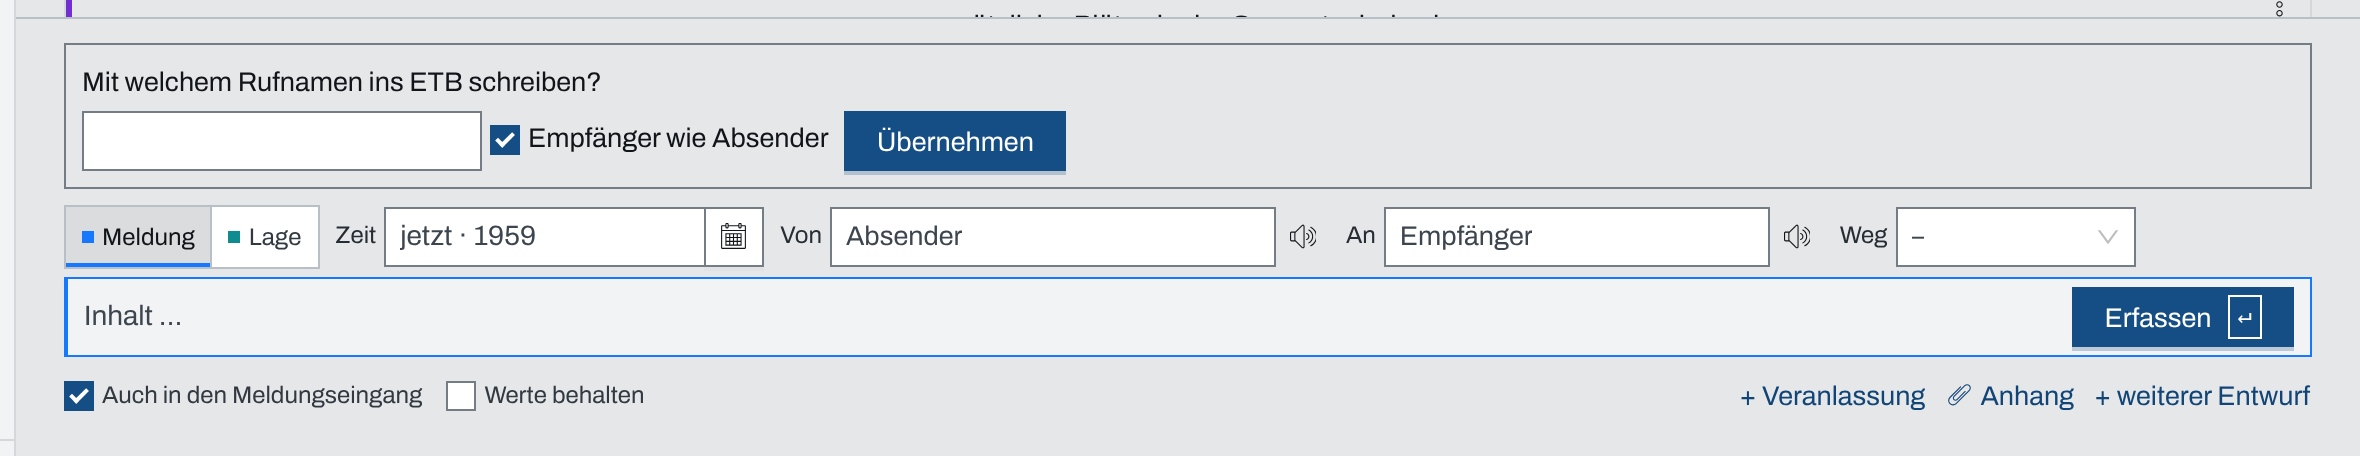 Mit welchem Rufnamen ins ETB schreiben?
Empfänger wie Absender Übernehmen
Meldung Lage Zeit jetzt · 1959 Von Absender An Empfänger Weg –
Inhalt ... Erfassen ↵
Auch in den Meldungseingang Werte behalten + Veranlassung Anhang + weiterer Entwurf